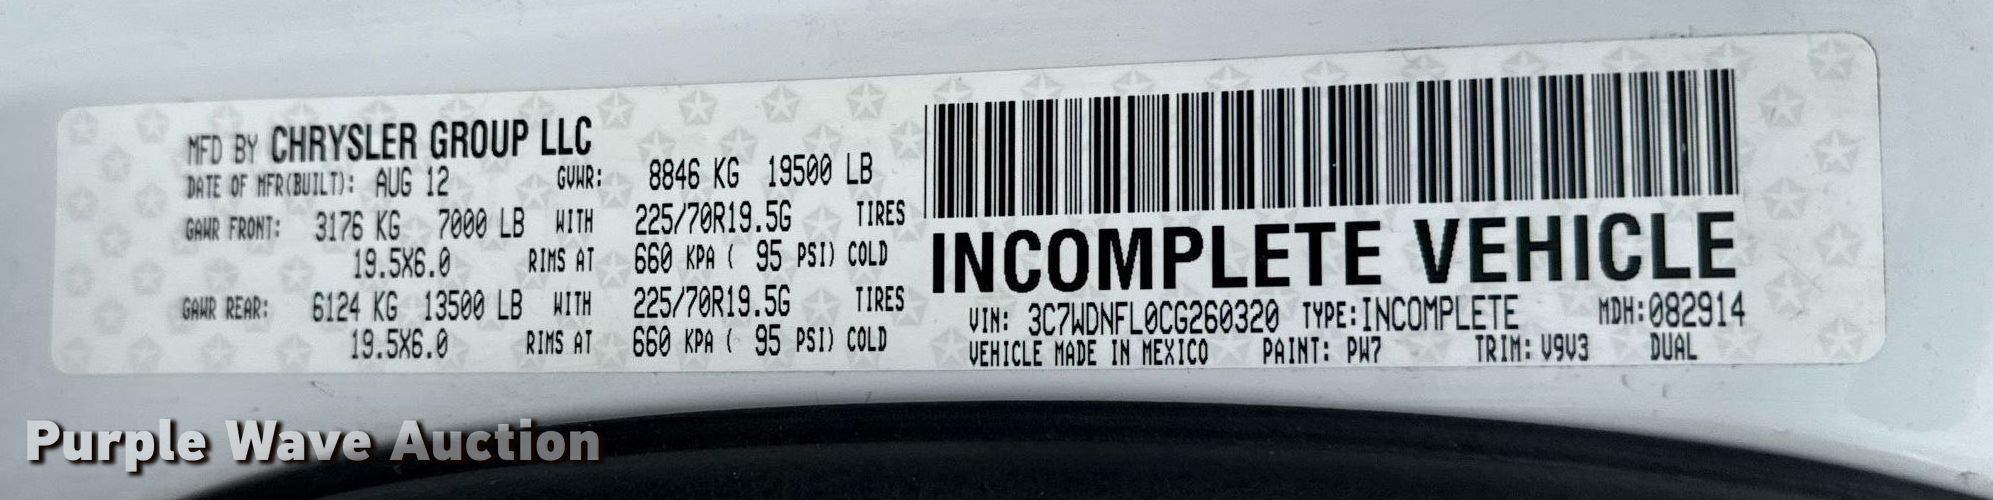 MFD BY CHRYSLER GROUP LLC
DATE OF MFR(BUILT): AUG 12 GVWR: 8846 KG 19500 LB
GAWR FRONT: 3176 KG 7000 LB WITH 225/70R19.5G TIRES
19.5X6.0 RIMS AT 660 KPA ( 95 PSI) COLD
GAWR REAR: 6124 KG 13500 LB WITH 225/70R19.5G TIRES
19.5X6.0 RIMS AT 660 KPA ( 95 PSI) COLD
INCOMPLETE VEHICLE
VIN: 3C7WDNFL0CG260320 TYPE:INCOMPLETE MDH:082914
VEHICLE MADE IN MEXICO PAINT: PW7 TRIM: V9V3 DUAL
Purple Wave Auction